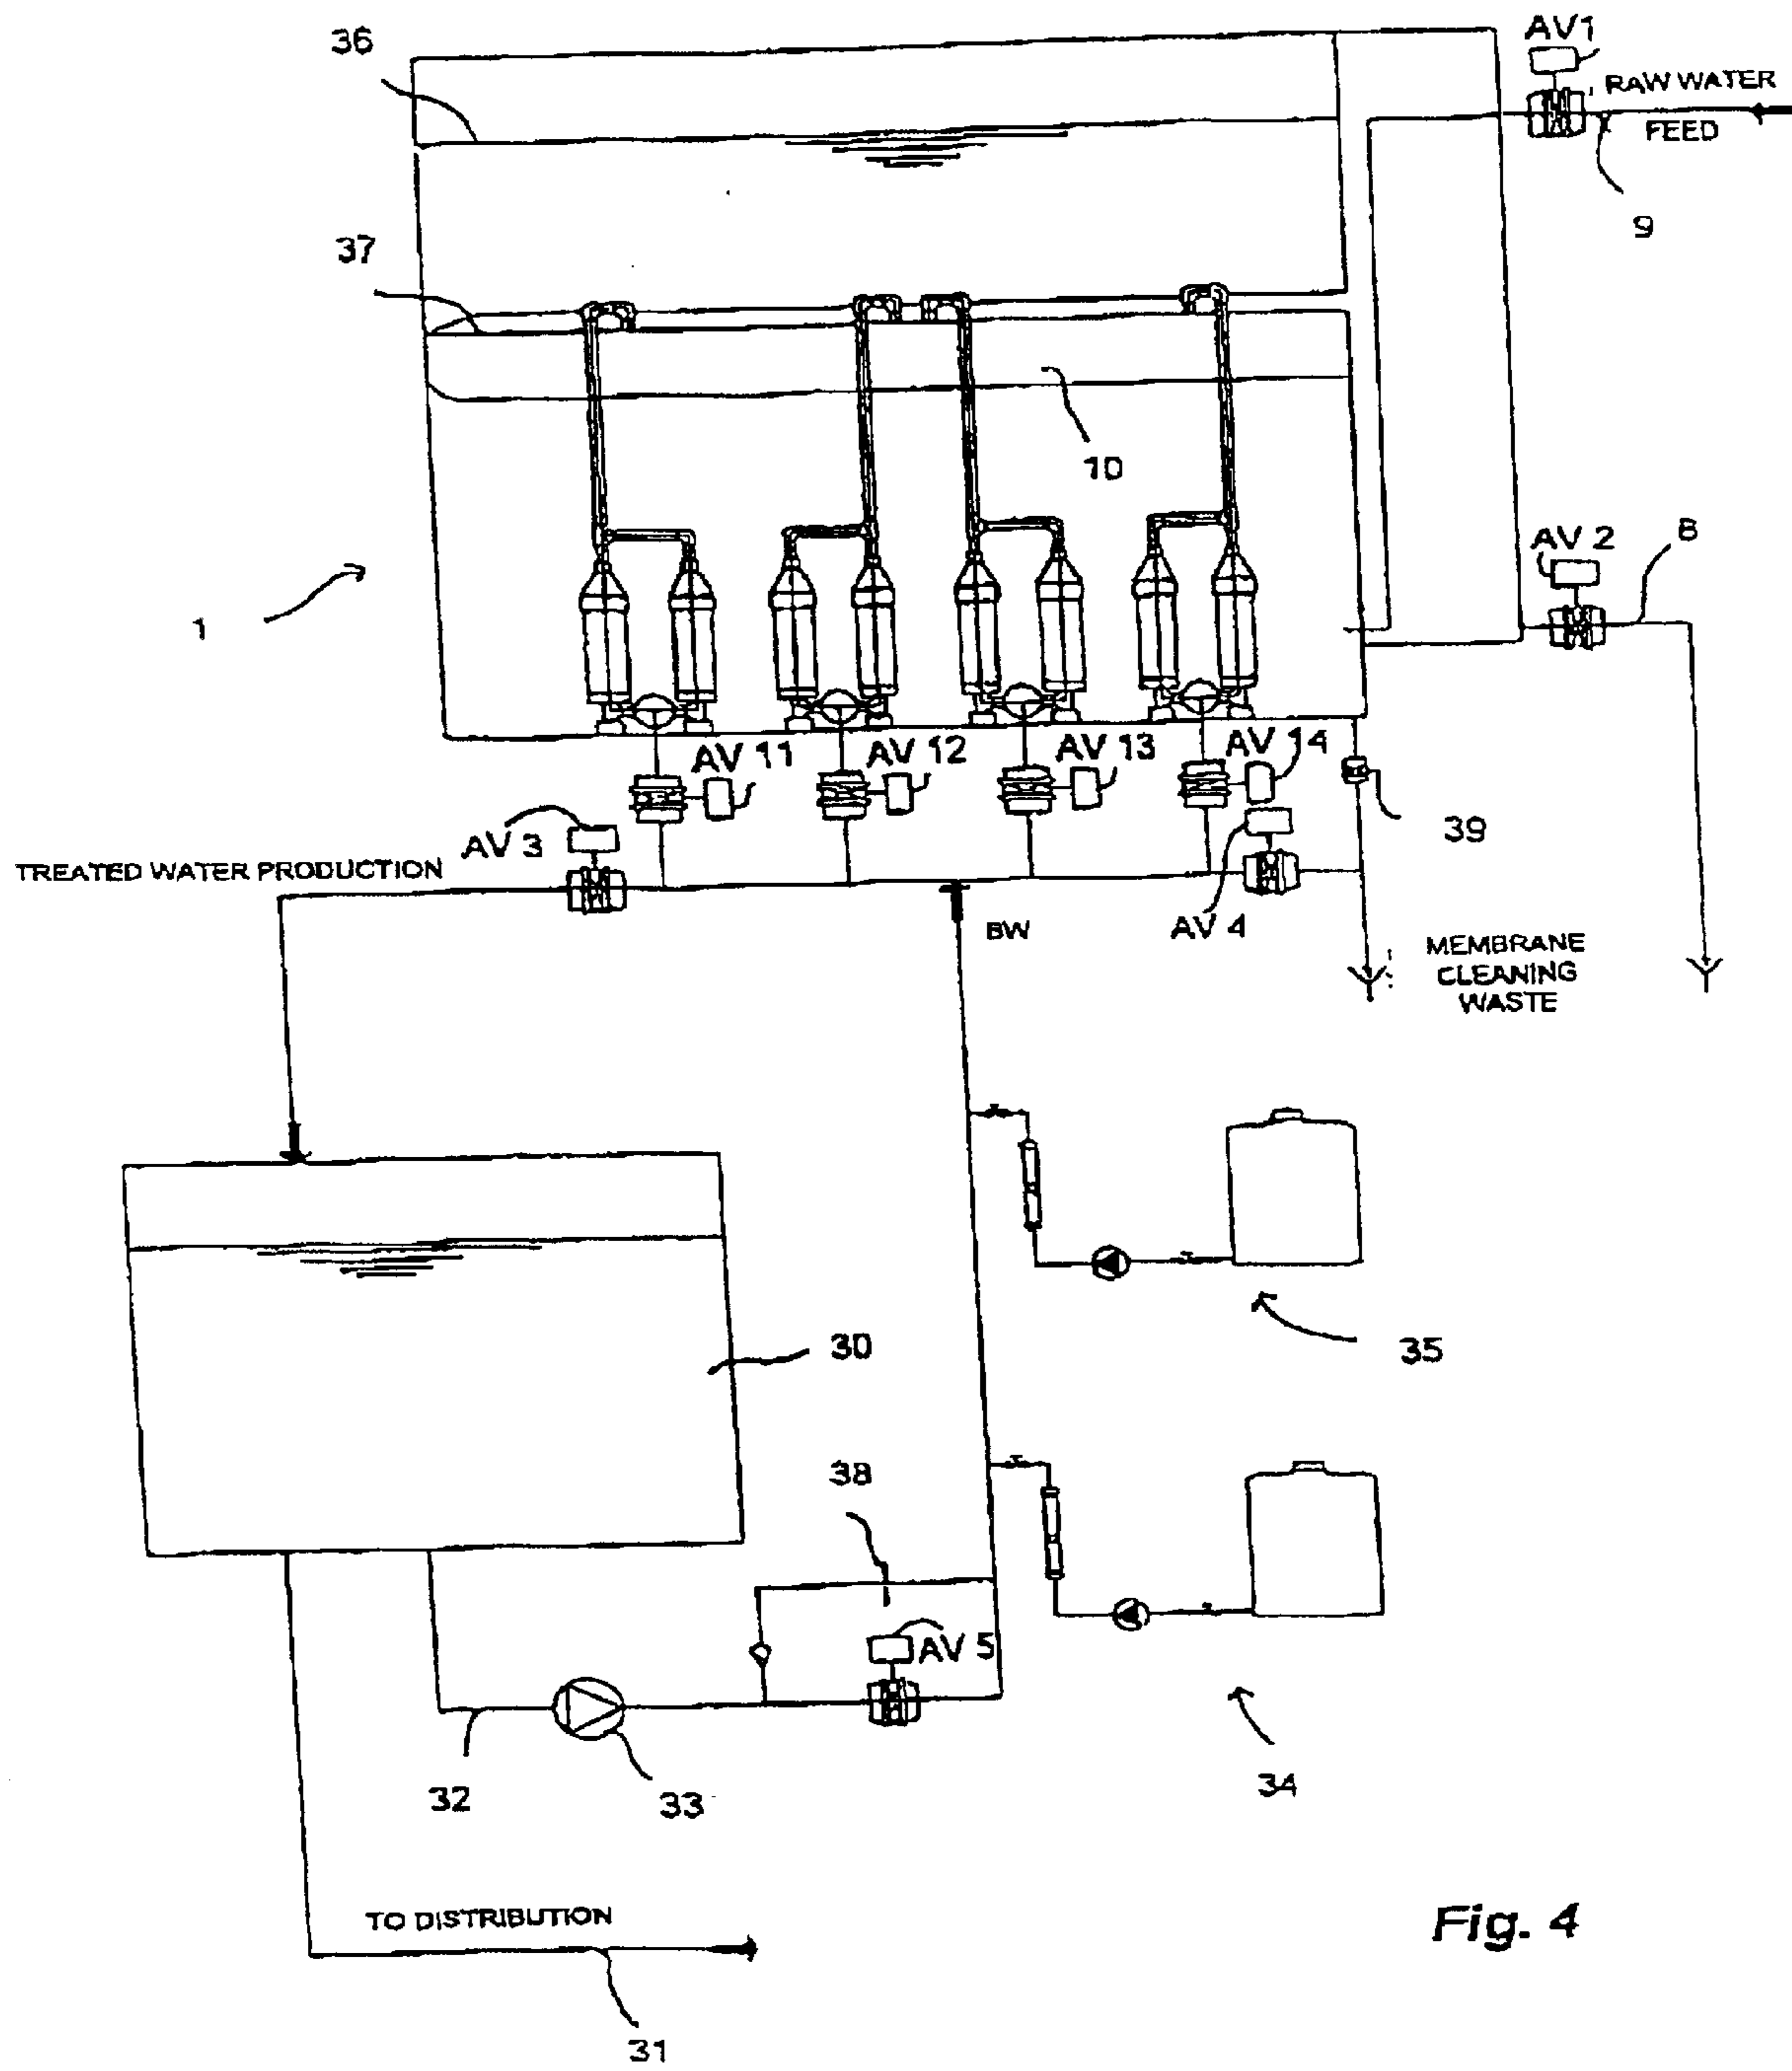 36
AV1
RAW WATER
FEED
9
37
10
AV 2
8
1
AV 11
AV 12
AV 13
AV 14
39
AV 3
TREATED WATER PRODUCTION
AV 4
BW
MEMBRANE
CLEANING
WASTE
30
35
38
AV 5
32
33
34
TO DISTRIBUTION
31
Fig. 4